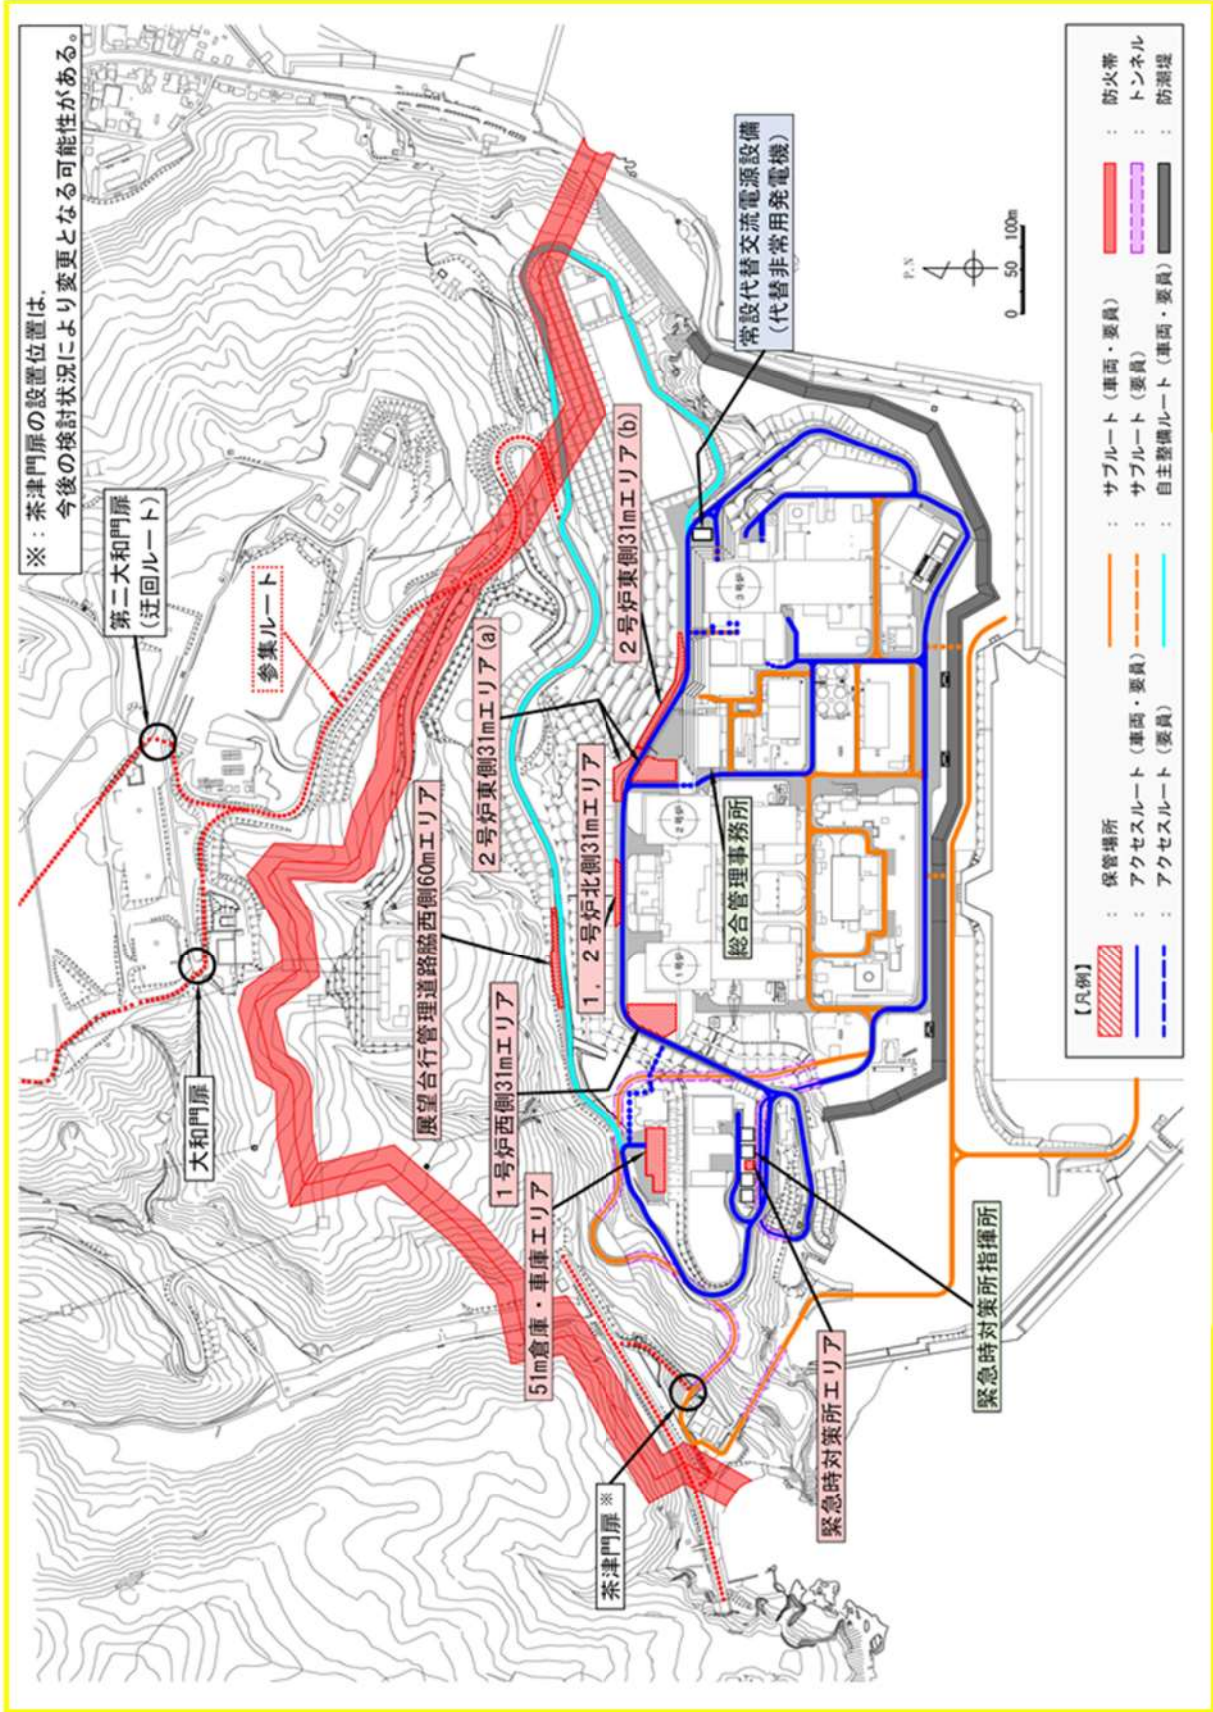 ※：茶津門扉の設置位置は、
今後の検討状況により変更となる可能性がある。
第二大和門扉
（迂回ルート）
参集ルート
大和門扉
展望台行管理道路脇西側60mエリア
2号炉東側31mエリア(a)
2号炉東側31mエリア(b)
常設代替交流電源設備
（代替非常用発電機）
1号炉西側31mエリア
1，2号炉北側31mエリア
51m倉庫・車庫エリア
総合管理事務所
茶津門扉 ※
緊急時対策所エリア
緊急時対策所指揮所
1号炉
2号炉
3号炉
P.N
0 50 100m
【凡例】
：保管場所
：アクセスルート（車両・要員）
：アクセスルート（要員）
：サブルート（車両・要員）
：サブルート（要員）
：自主整備ルート（車両・要員）
：防火帯
：トンネル
：防潮堤